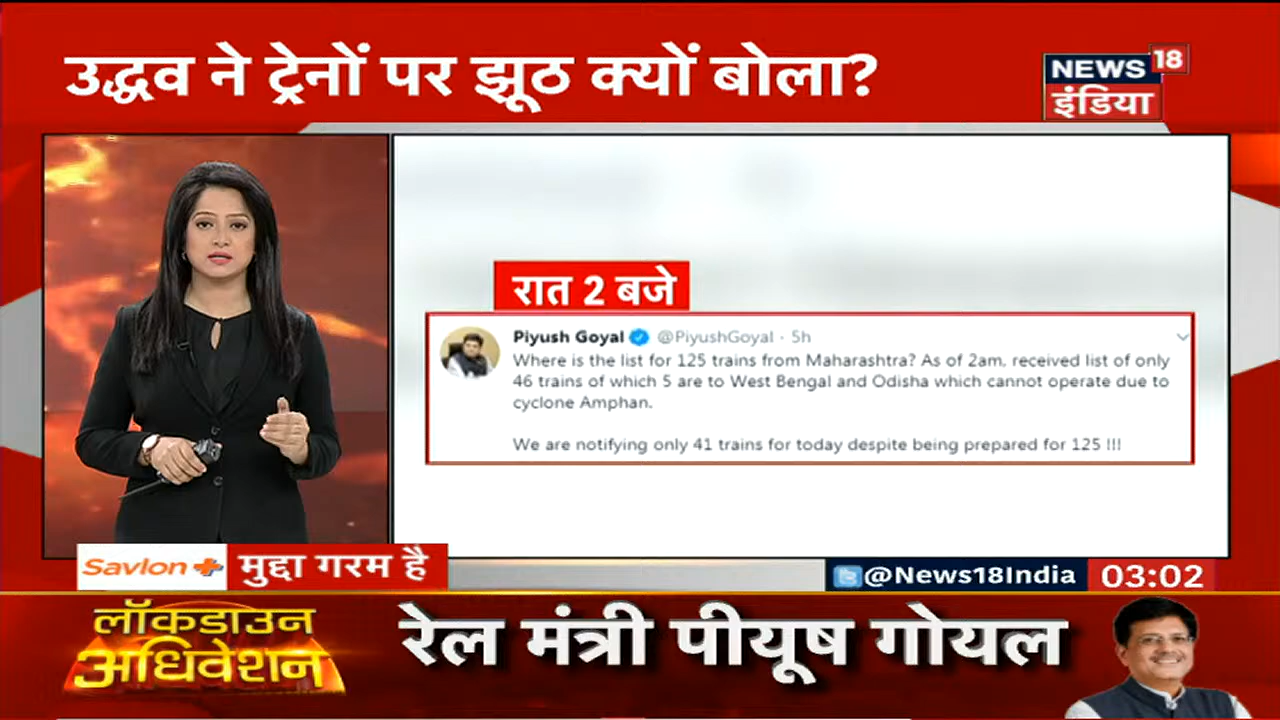 उद्धव ने ट्रेनों पर झूठ क्यों बोला?
NEWS 18
इंडिया
रात 2 बजे
Piyush Goyal @PiyushGoyal · 5h
Where is the list for 125 trains from Maharashtra? As of 2am, received list of only
46 trains of which 5 are to West Bengal and Odisha which cannot operate due to
cyclone Amphan.
We are notifying only 41 trains for today despite being prepared for 125 !!!
Savlon मुद्दा गरम है
@News18India 03:02
लॉकडाउन
अधिवेशन
रेल मंत्री पीयूष गोयल